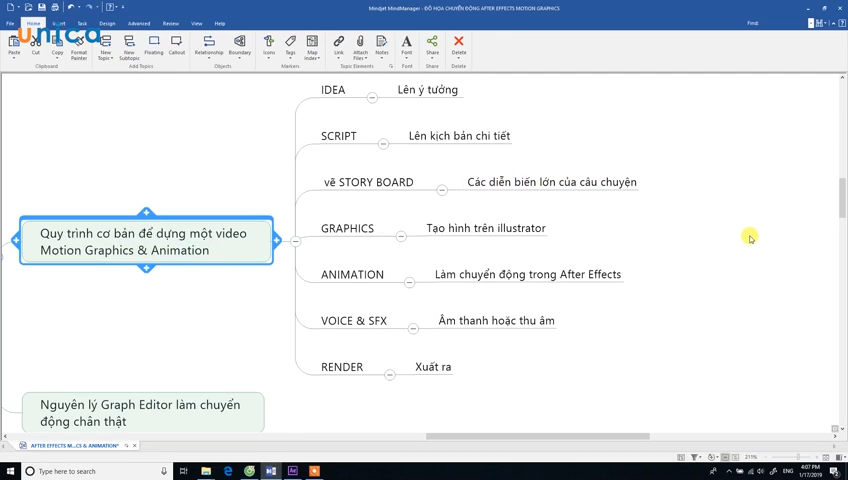 Mindjet MindManager - ĐỒ HỌA CHUYỂN ĐỘNG AFTER EFFECTS MOTION GRAPHICS
File Home Insert Task Design Advanced Review View Help Find:
unica
Paste Cut Copy Format Painter New Topic New Subtopic Floating Callout Relationship Boundary Icons Tags Map Index Link Attach Files Notes Font Share Delete
Clipboard Add Topics Objects Markers Topic Elements Font Share Delete
IDEA Lên ý tưởng
SCRIPT Lên kịch bản chi tiết
vẽ STORY BOARD Các diễn biến lớn của câu chuyện
Quy trình cơ bản để dựng một video
Motion Graphics & Animation
GRAPHICS Tạo hình trên illustrator
ANIMATION Làm chuyển động trong After Effects
VOICE & SFX Âm thanh hoặc thu âm
RENDER Xuất ra
Nguyên lý Graph Editor làm chuyển
động chân thật
AFTER EFFECTS M...CS & ANIMATION*
211%
Type here to search
ENG
4:07 PM
1/17/2019